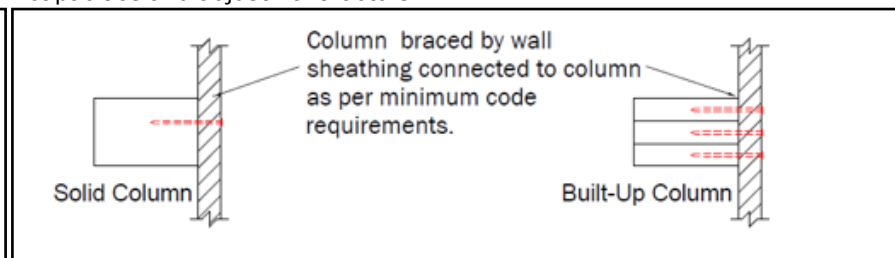 Column braced by wall
sheathing connected to column
as per minimum code
requirements.
Solid Column
Built-Up Column